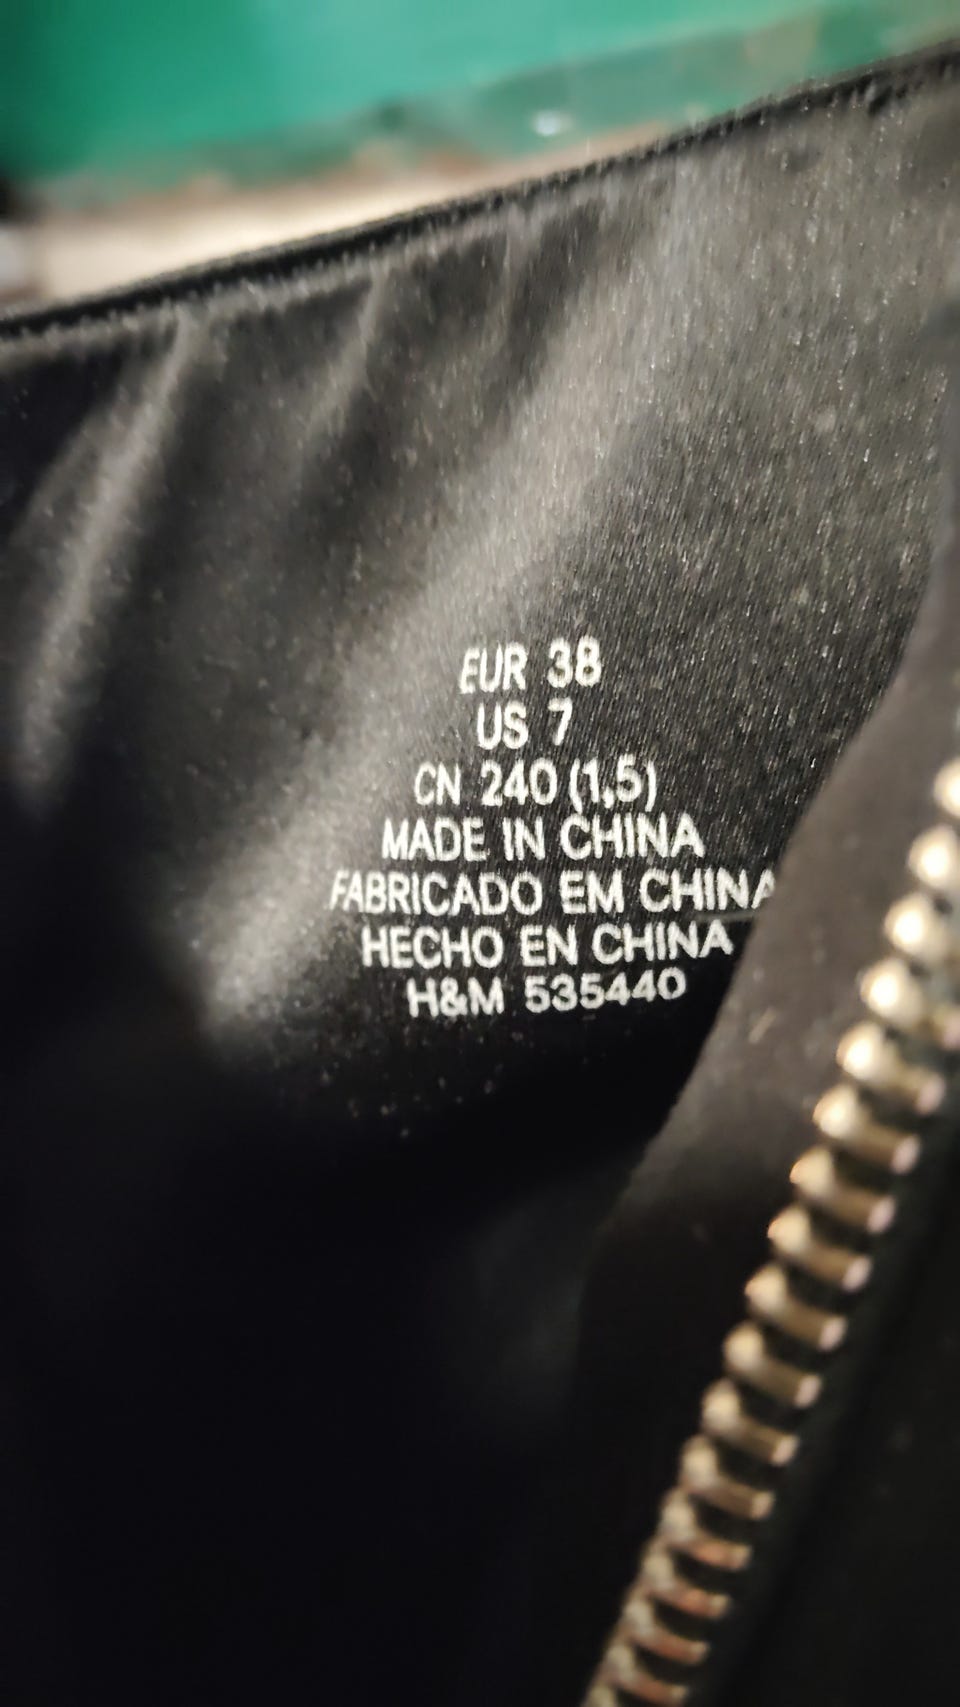 EUR 38
US 7
CN 240 (1,5)
MADE IN CHINA
FABRICADO EM CHINA
HECHO EN CHINA
H&M 535440